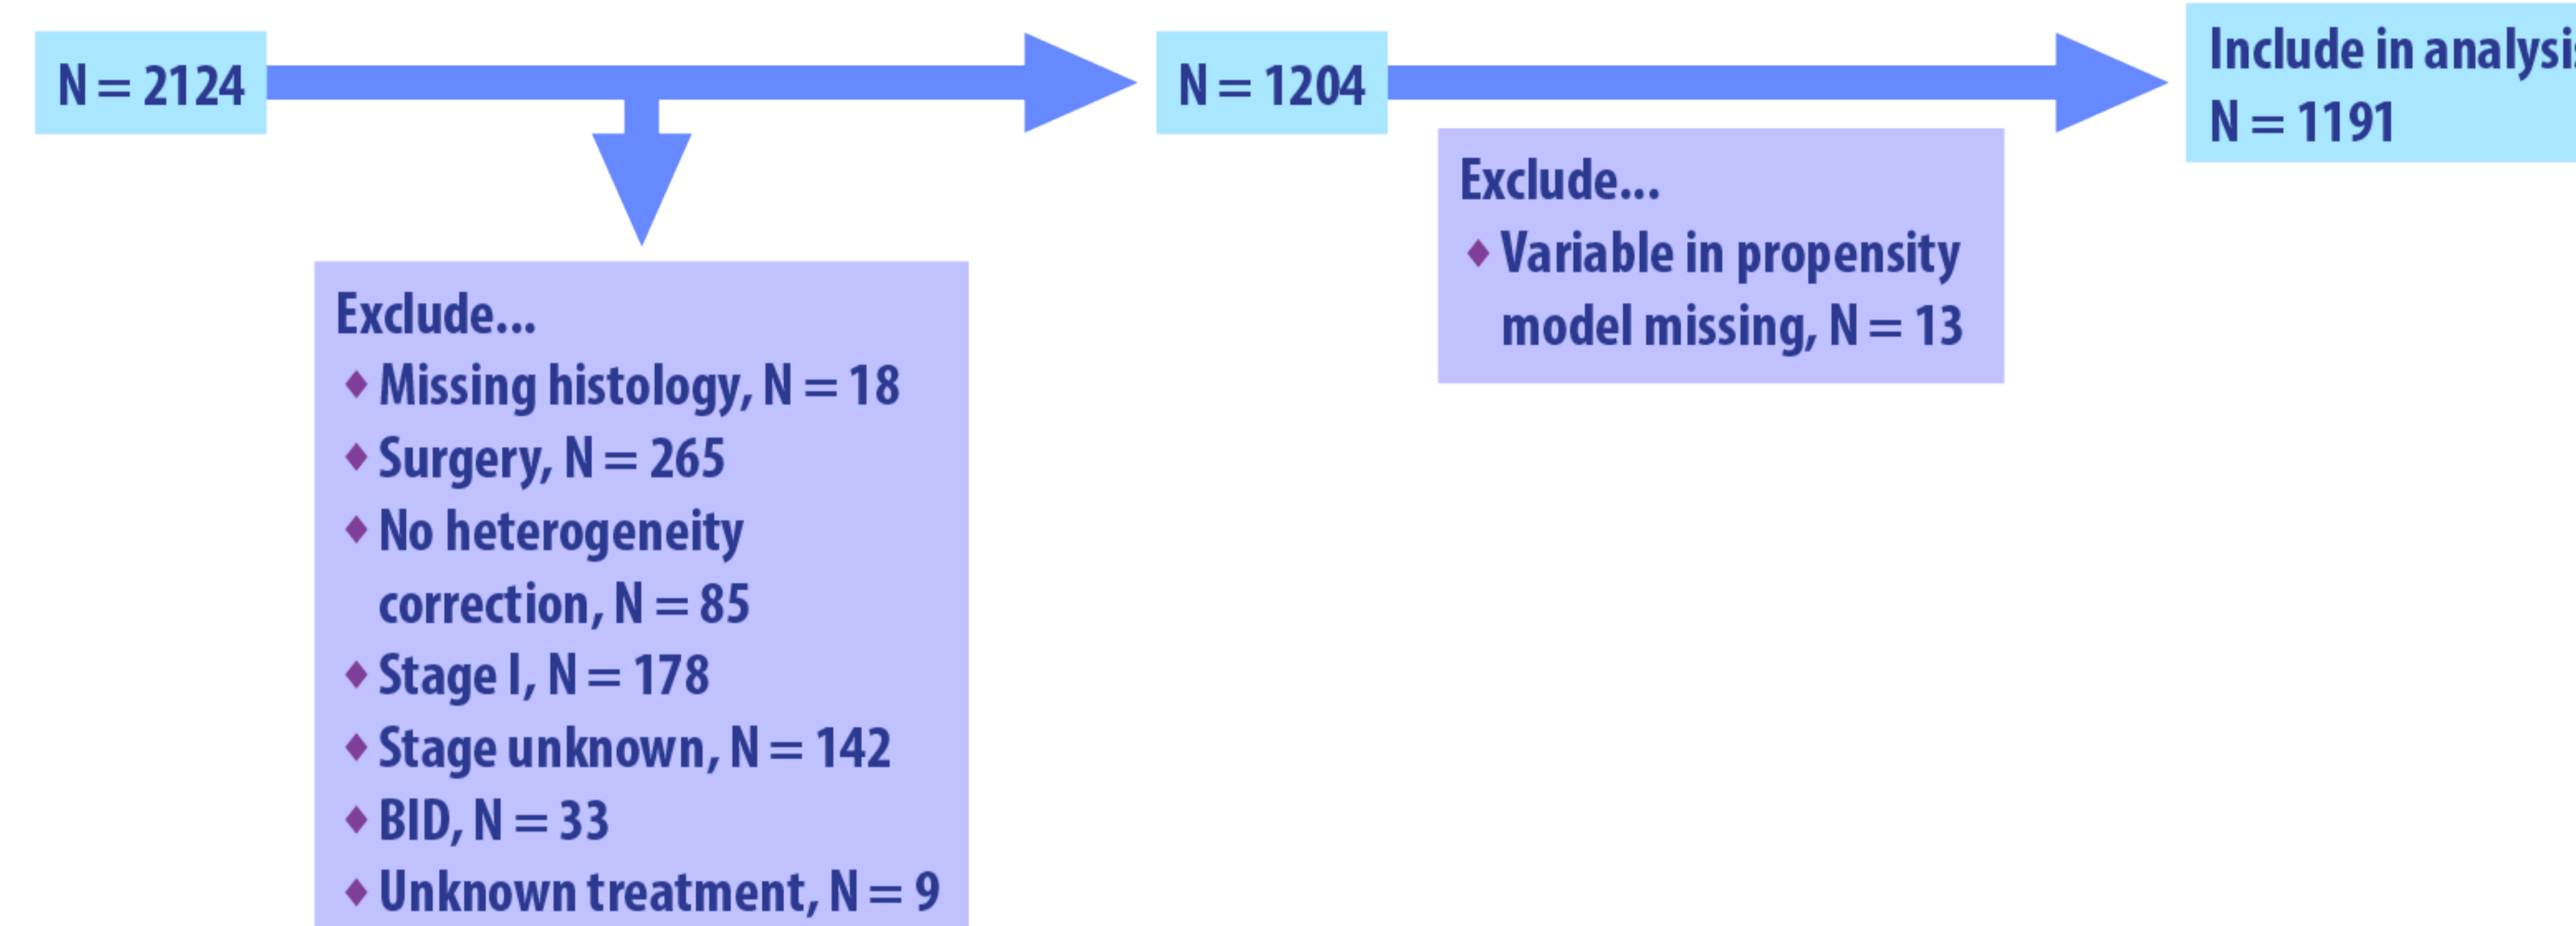 N = 2124
N = 1204
Include in analysis
N = 1191
Exclude...
♦ Variable in propensity
model missing, N = 13
Exclude...
♦ Missing histology, N = 18
♦ Surgery, N = 265
♦ No heterogeneity
correction, N = 85
♦ Stage I, N = 178
♦ Stage unknown, N = 142
♦ BID, N = 33
♦ Unknown treatment, N = 9